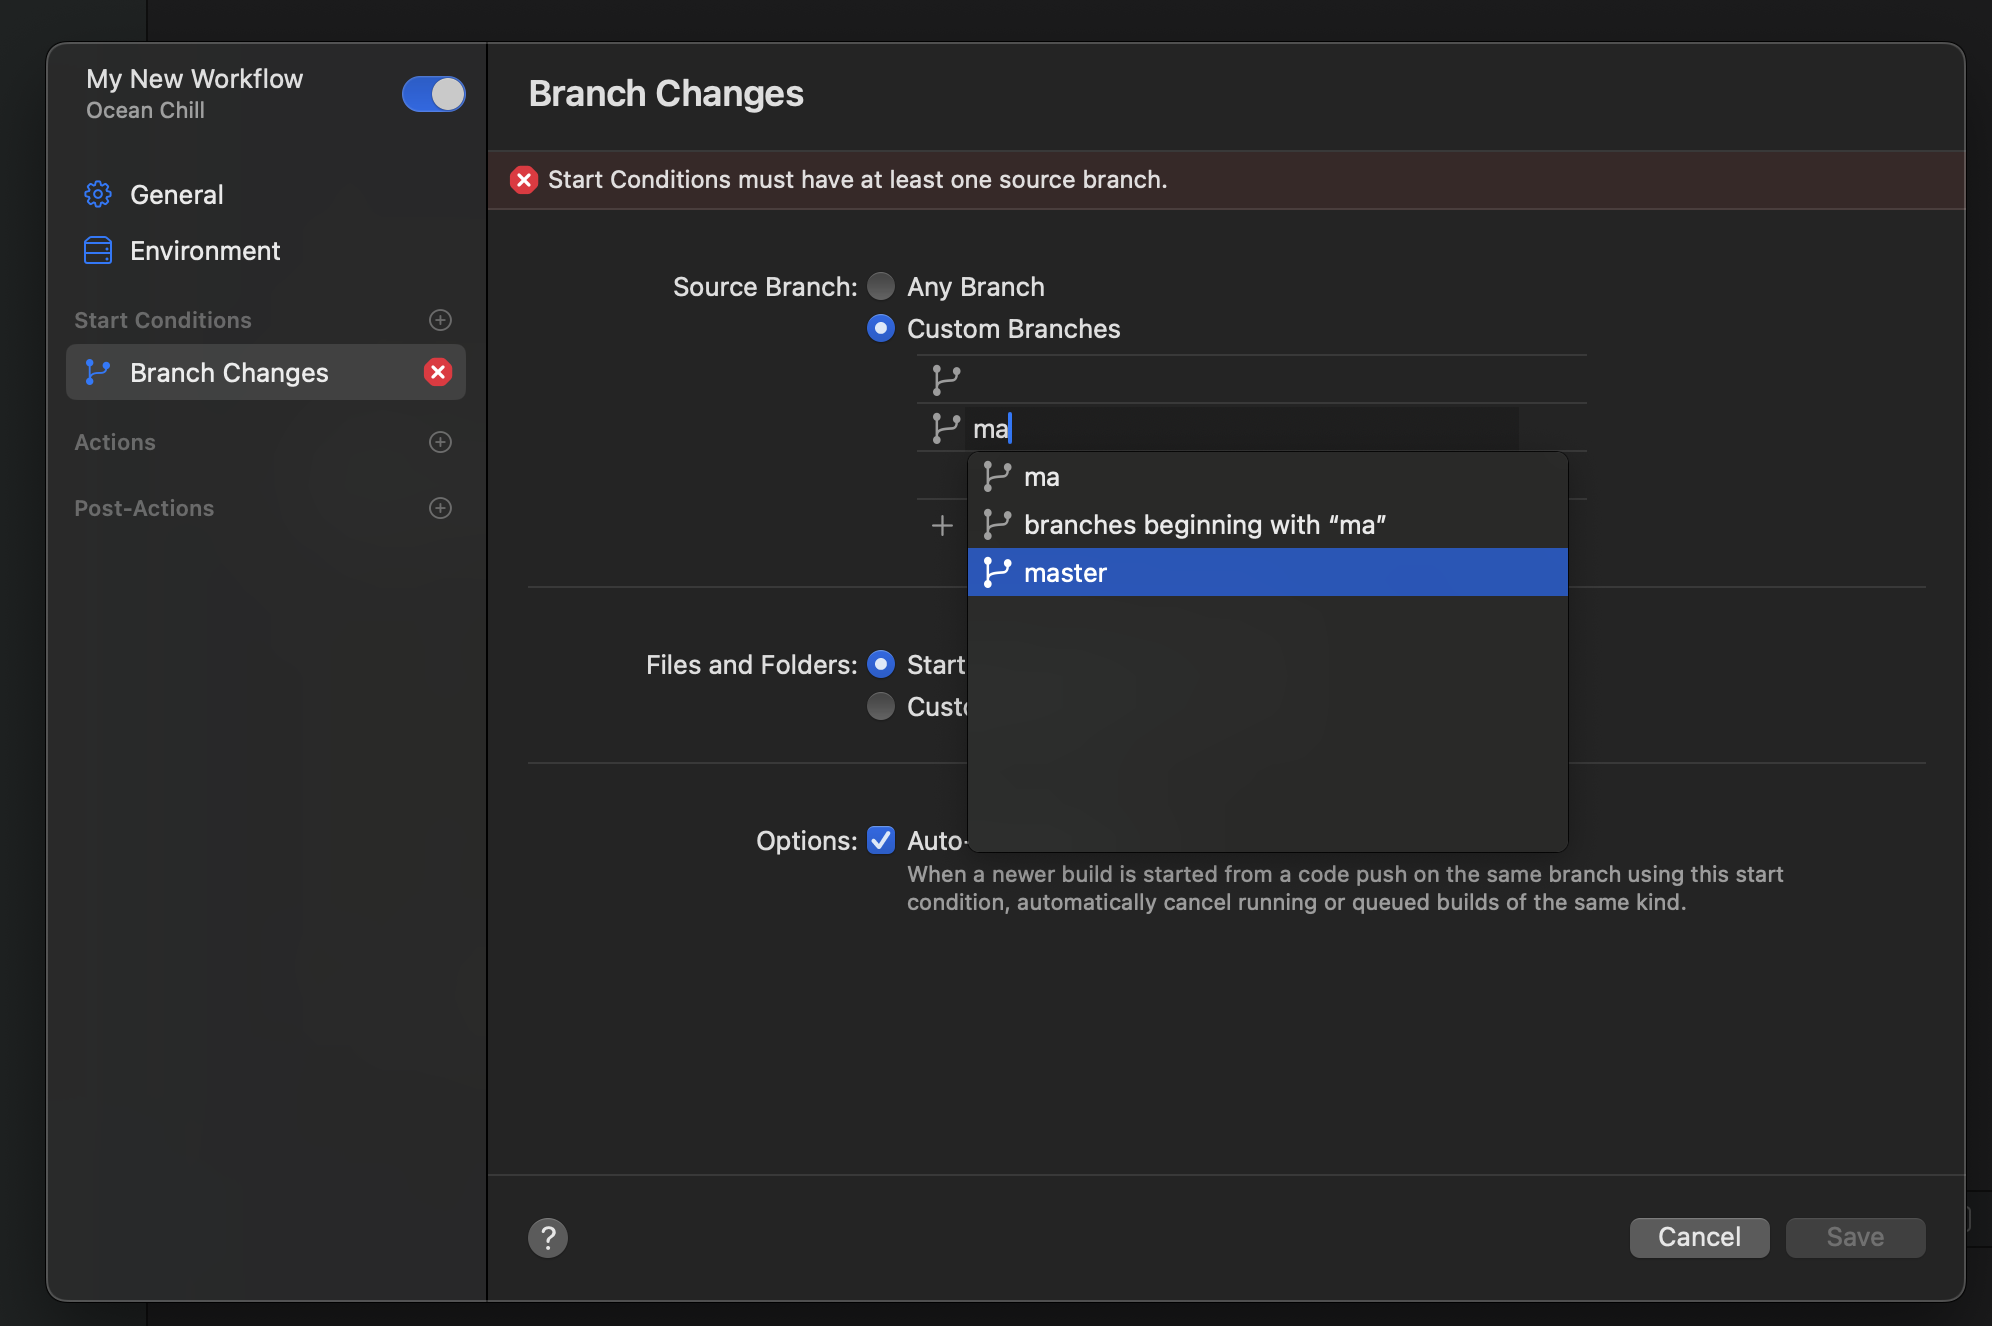 My New Workflow
Ocean Chill
General
Environment
Start Conditions
Branch Changes
Actions
Post-Actions
Branch Changes
Start Conditions must have at least one source branch.
Source Branch: Any Branch
Custom Branches
ma
ma
branches beginning with “ma”
master
Files and Folders: Start
Options: Auto-
When a newer build is started from a code push on the same branch using this start
condition, automatically cancel running or queued builds of the same kind.
?
Cancel
Save